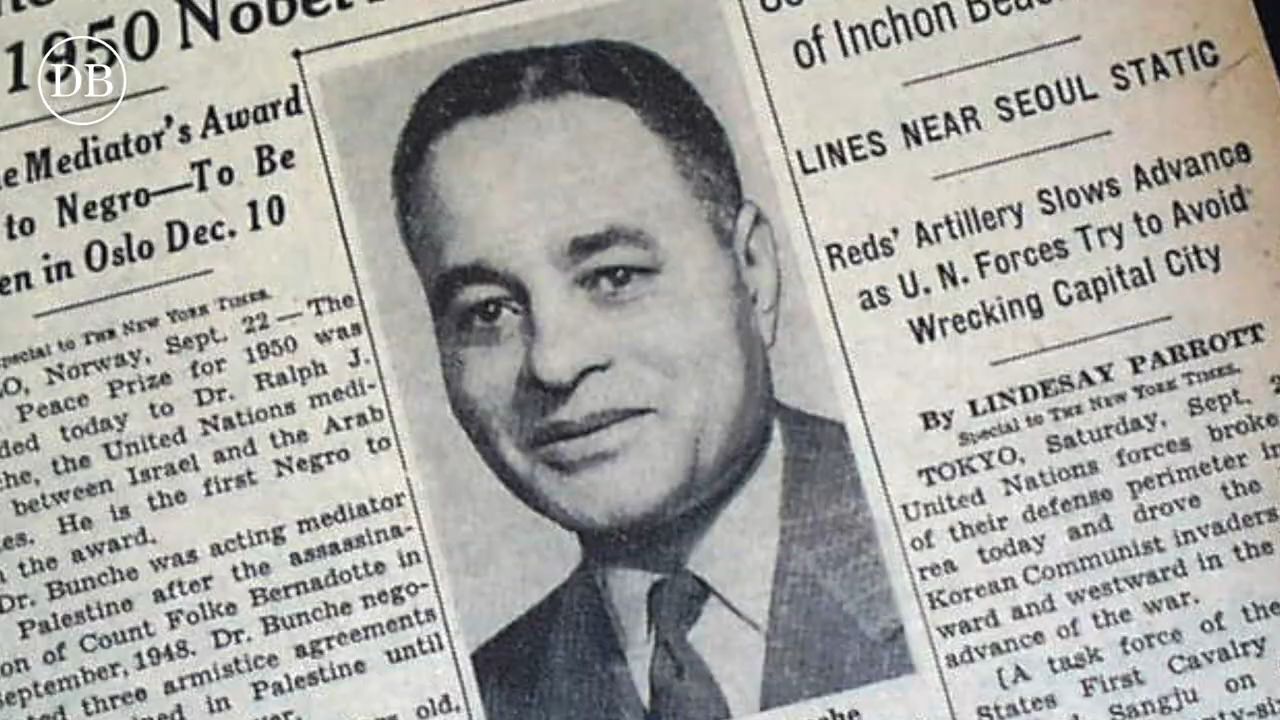 1950 Nobel
DB
Mediator's Award
to Negro—To Be
in Oslo Dec. 10
Special to THE NEW YORK TIMES.
Norway, Sept. 22—The
Peace Prize for 1950 was
today to Dr. Ralph J.
the United Nations medi-
between Israel and the Arab
He is the first Negro to
the award.
Dr. Bunche was acting mediator
Palestine after the assassina-
of Count Folke Bernadotte in
September, 1948. Dr. Bunche nego-
three armistice agreements
in Palestine until
old.
of Inchon
LINES NEAR SEOUL STATIC
Reds' Artillery Slows Advance
as U. N. Forces Try to Avoid
Wrecking Capital City
By LINDESAY PARROTT
Special to THE NEW YORK TIMES.
TOKYO, Saturday, Sept.
United Nations forces broke
of their defense perimeter in
rea today and drove the
Korean Communist invaders
ward and westward in the
advance of the war.
[A task force of the
States First Cavalry
Sangju on